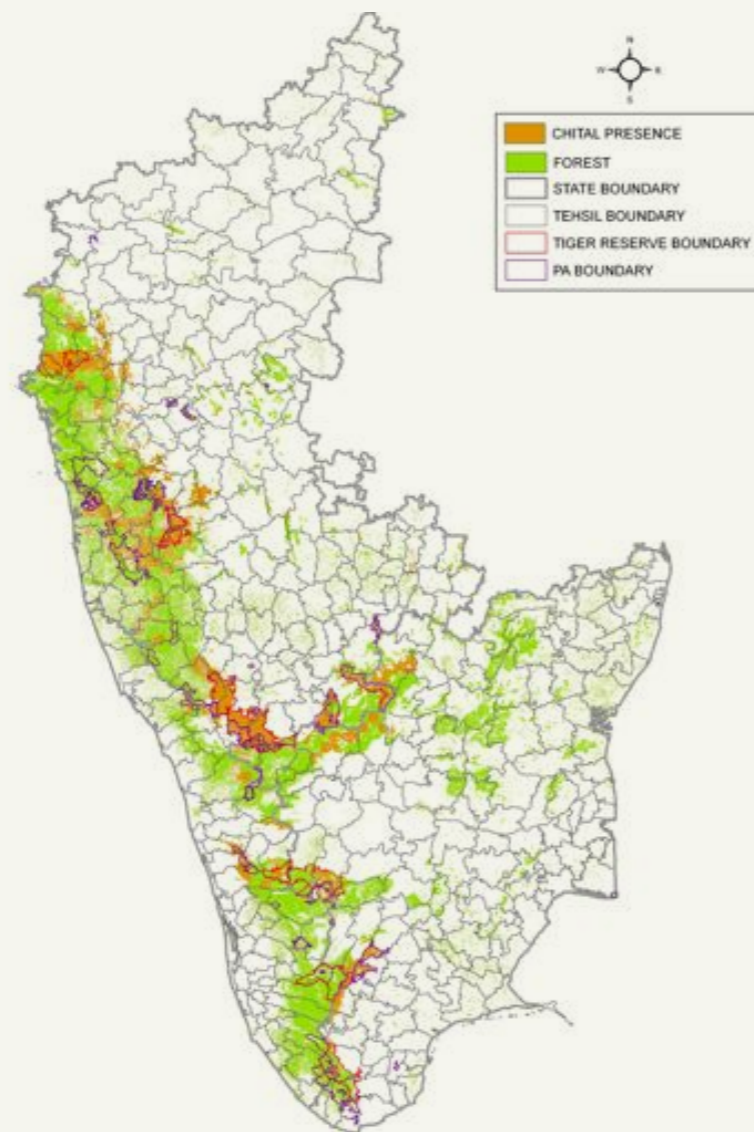 N
W E
S
CHITAL PRESENCE
FOREST
STATE BOUNDARY
TEHSIL BOUNDARY
TIGER RESERVE BOUNDARY
PA BOUNDARY